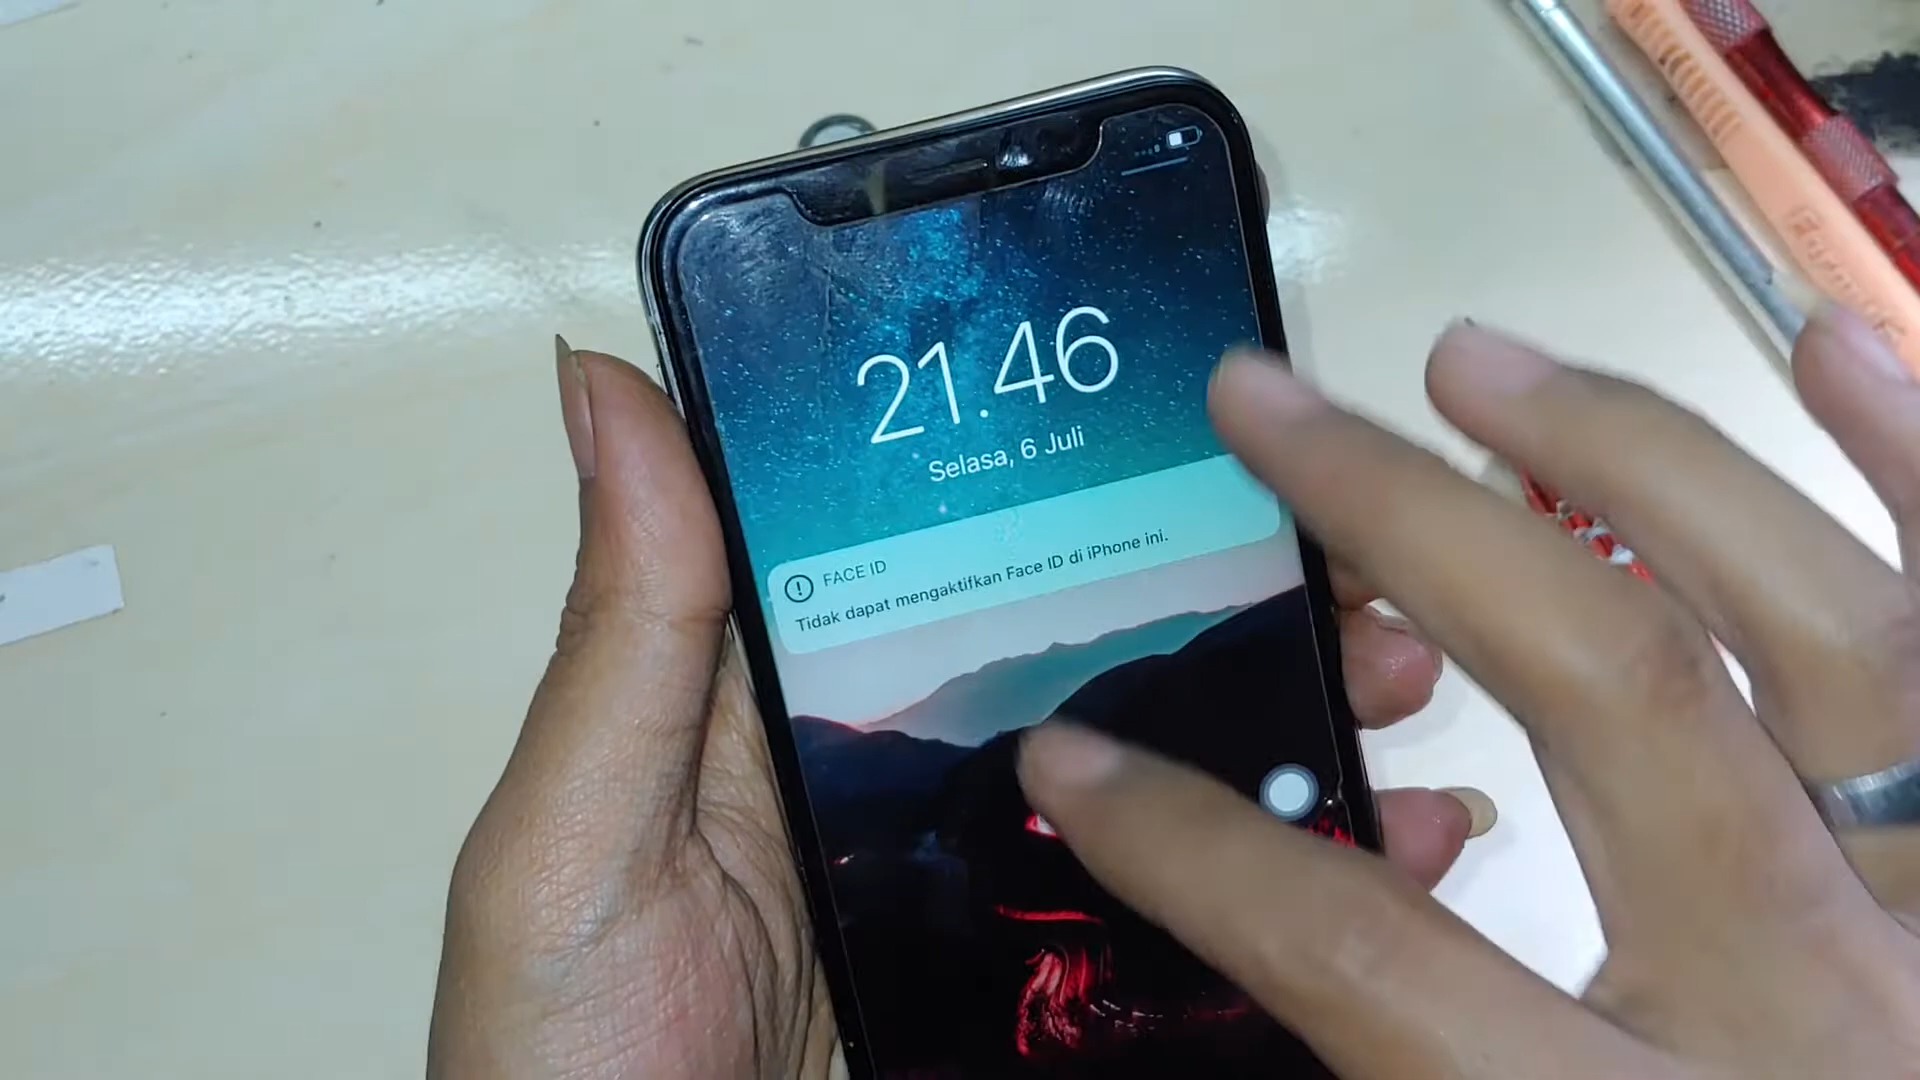 21.46
Selasa, 6 Juli
FACE ID
Tidak dapat mengaktifkan Face ID di iPhone ini.